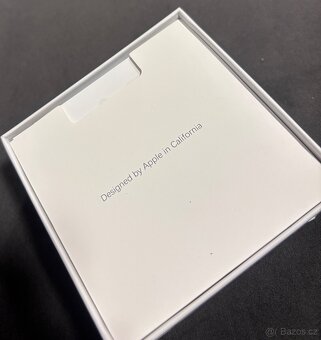 Designed by Apple in California
@/ Bazos.cz